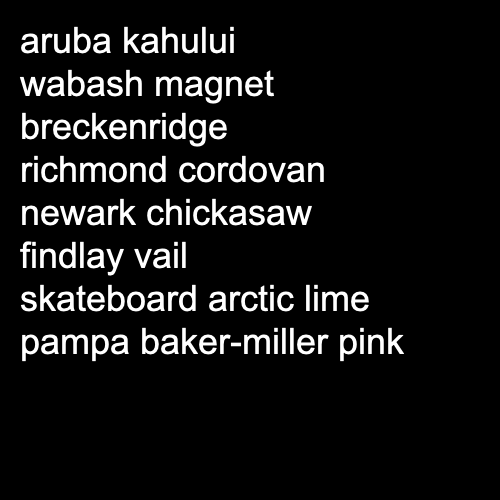 aruba kahului
wabash magnet
breckenridge
richmond cordovan
newark chickasaw
findlay vail
skateboard arctic lime
pampa baker-miller pink